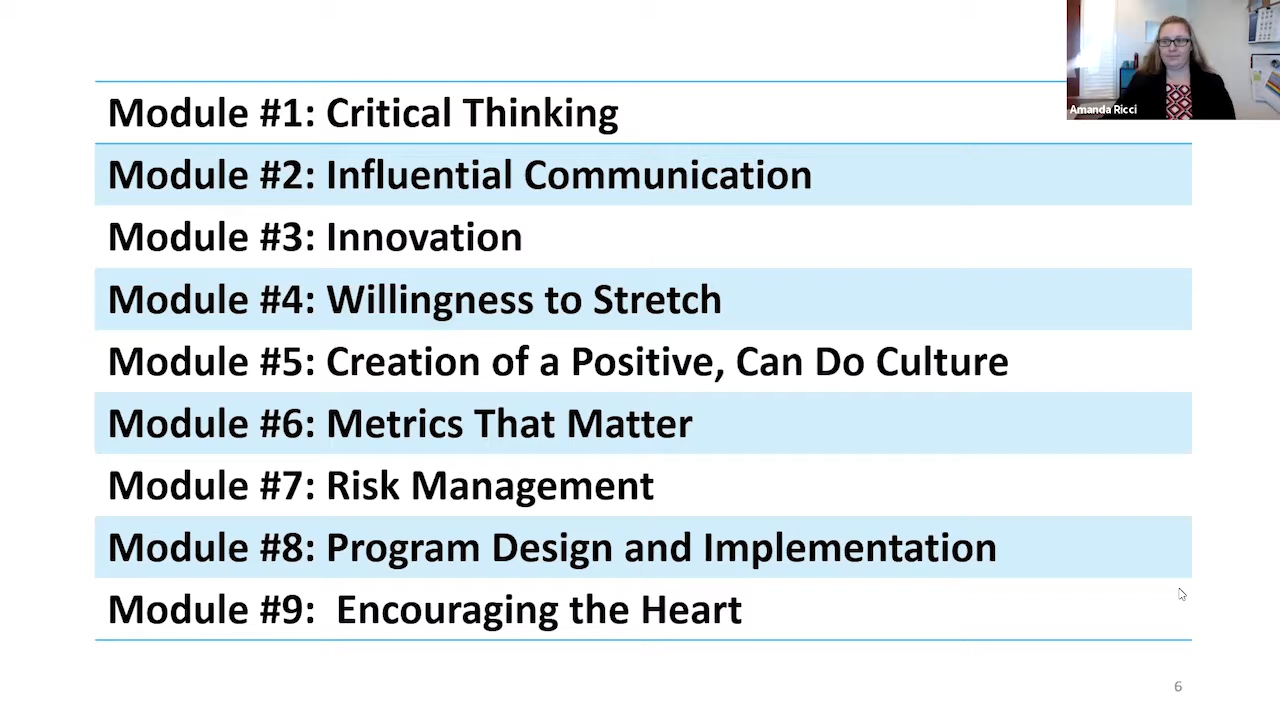 Amanda Ricci
Module #1: Critical Thinking
Module #2: Influential Communication
Module #3: Innovation
Module #4: Willingness to Stretch
Module #5: Creation of a Positive, Can Do Culture
Module #6: Metrics That Matter
Module #7: Risk Management
Module #8: Program Design and Implementation
Module #9:  Encouraging the Heart
6